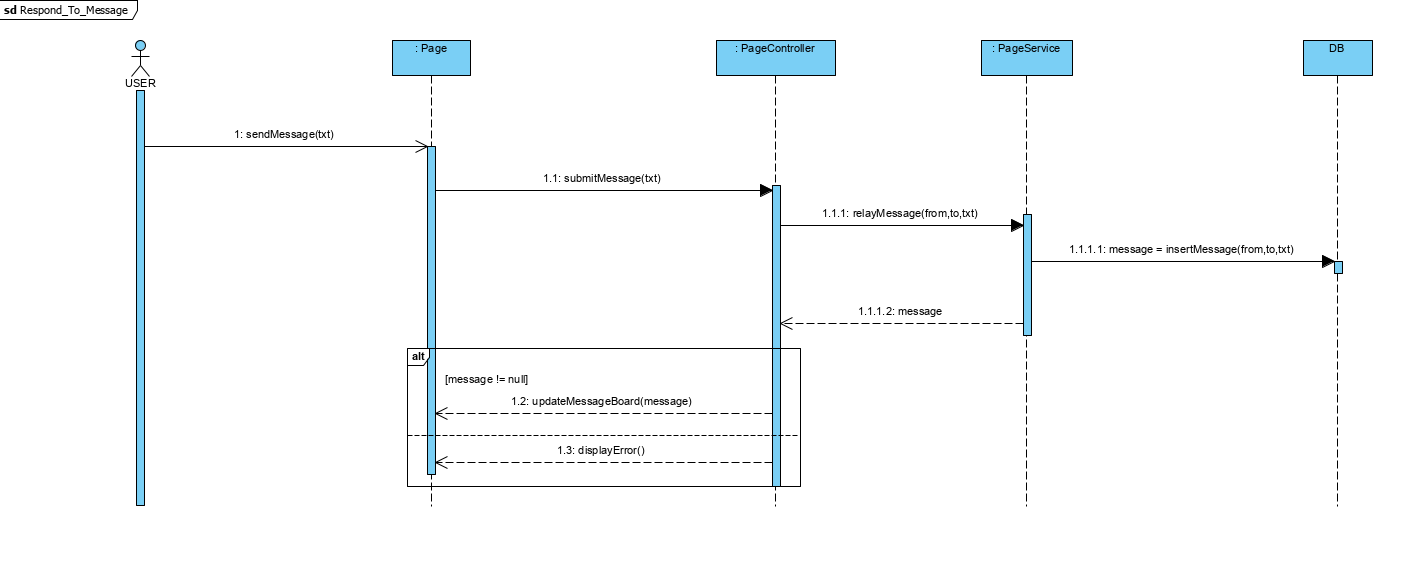 sd Respond_To_Message
USER
: Page
: PageController
: PageService
DB
1: sendMessage(txt)
1.1: submitMessage(txt)
1.1.1: relayMessage(from,to,txt)
1.1.1.1: message = insertMessage(from,to,txt)
1.1.1.2: message
alt
[message != null]
1.2: updateMessageBoard(message)
1.3: displayError()